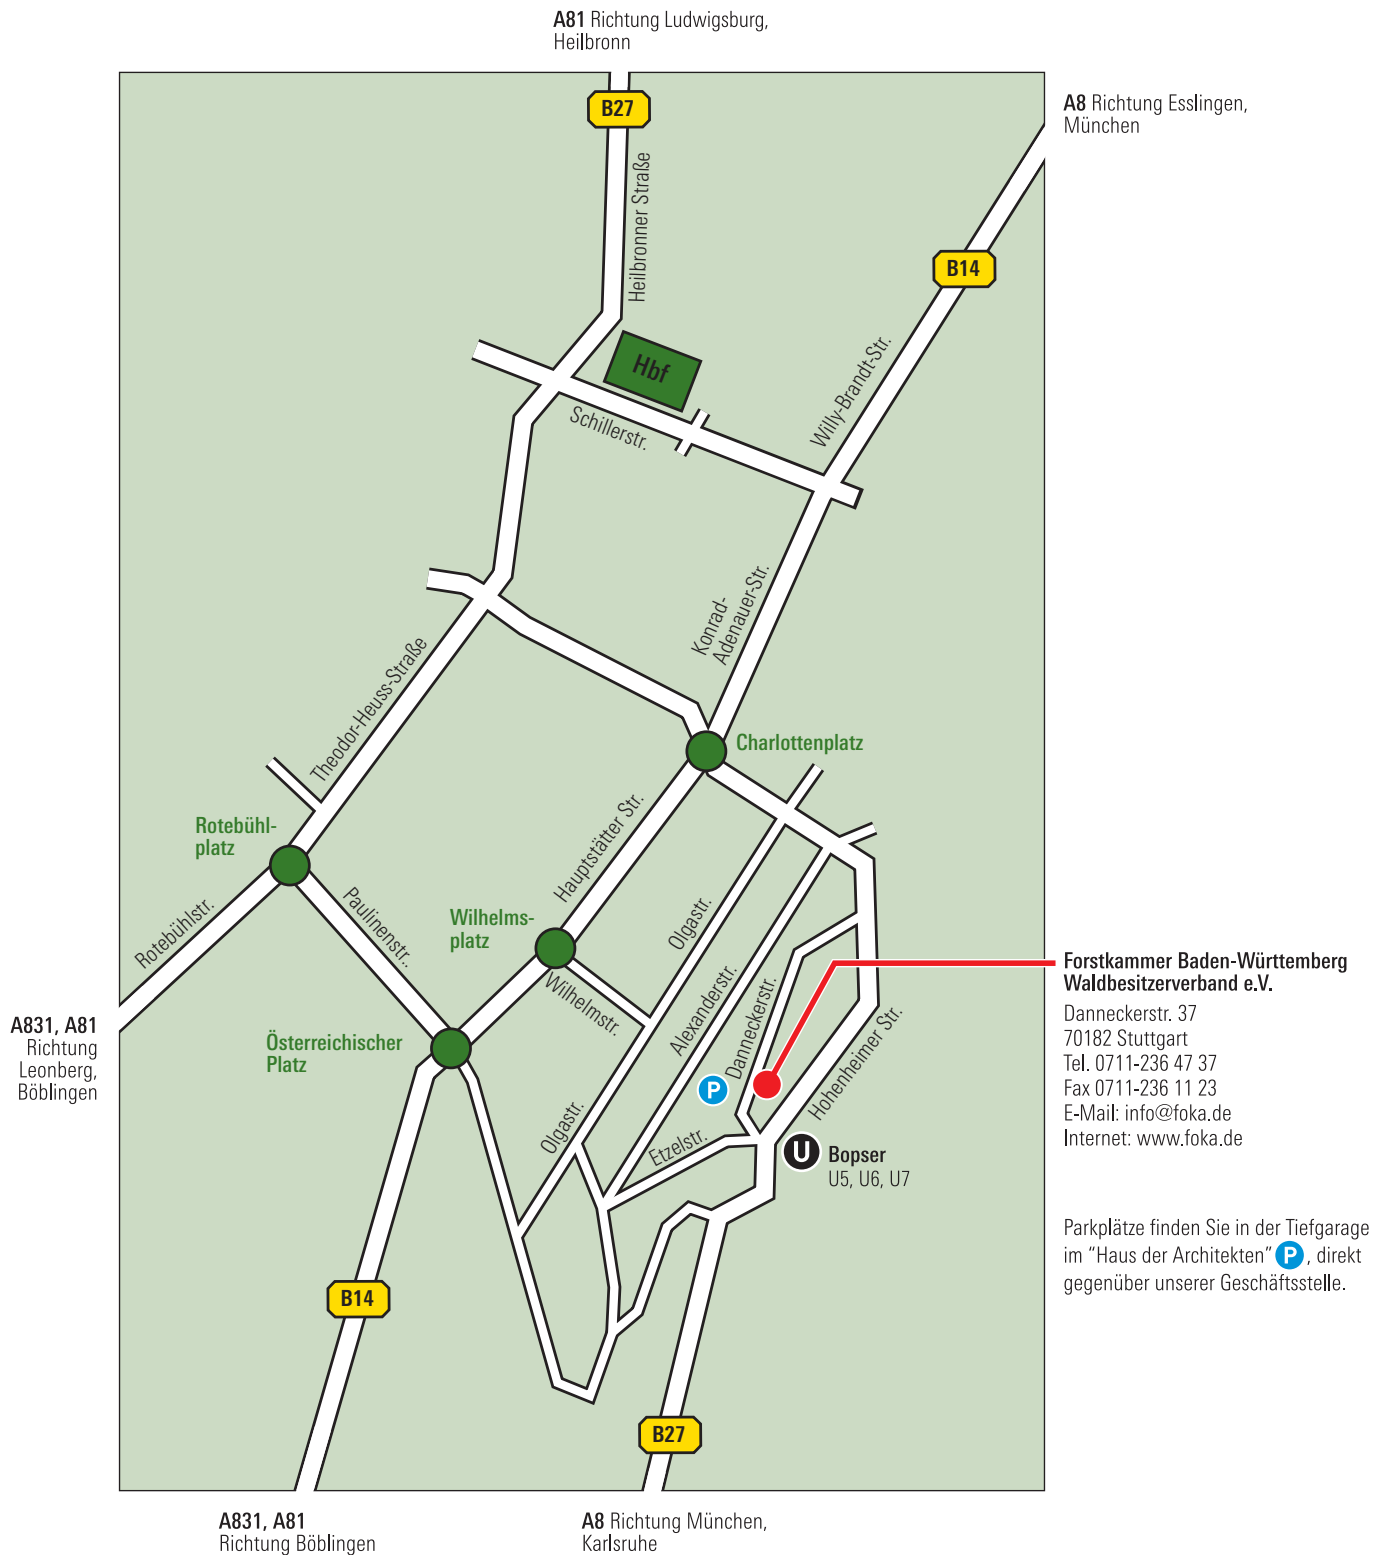 A81 Richtung Ludwigsburg,
Heilbronn
B27
A8 Richtung Esslingen,
München
Heilbronner Straße
B14
Hbf
Willy-Brandt-Str.
Schillerstr.
Konrad-
Adenauer-Str.
Theodor-Heuss-Straße
Charlottenplatz
Rotebühl-
platz
Hauptstätter Str.
Paulinenstr..
Rotebühlstr.
Wilhelms-
platz
Olgastr.
Wilhelmstr.
Alexanderstr.
Danneckerstr.
Hohenheimer Str.
Forstkammer Baden-Württemberg
Waldbesitzerverband e.V.
Danneckerstr. 37
70182 Stuttgart
Tel. 0711-236 47 37
Fax 0711-236 11 23
E-Mail: info@foka.de
Internet: www.foka.de
A831, A81
Richtung
Leonberg,
Böblingen
Österreichischer
Platz
P
Olgastr.
Etzelstr.
U Bopser
U5, U6, U7
Parkplätze finden Sie in der Tiefgarage
im “Haus der Architekten” P , direkt
gegenüber unserer Geschäftsstelle.
B14
B27
A831, A81
Richtung Böblingen
A8 Richtung München,
Karlsruhe